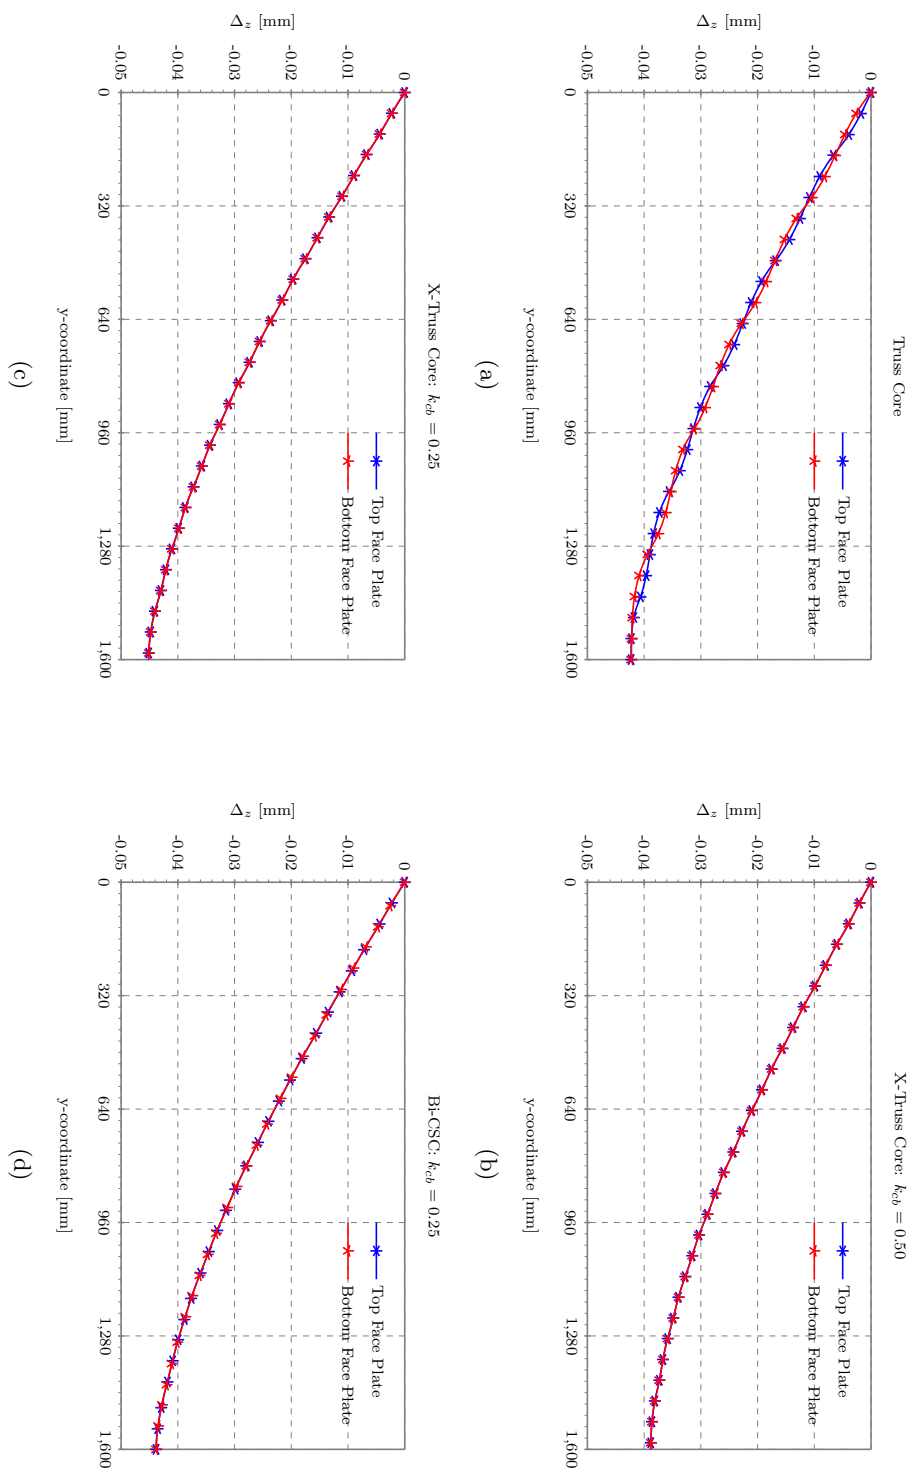 Truss Core
Δz [mm]
0
-0.01
-0.02
-0.03
-0.04
-0.05
0
320
640
960
1,280
1,600
y-coordinate [mm]
Top Face Plate
Bottom Face Plate
(a)
X-Truss Core: kcb = 0.50
Δz [mm]
0
-0.01
-0.02
-0.03
-0.04
-0.05
0
320
640
960
1,280
1,600
y-coordinate [mm]
Top Face Plate
Bottom Face Plate
(b)
X-Truss Core: kcb = 0.25
Δz [mm]
0
-0.01
-0.02
-0.03
-0.04
-0.05
0
320
640
960
1,280
1,600
y-coordinate [mm]
Top Face Plate
Bottom Face Plate
(c)
Bi-CSC: kcb = 0.25
Δz [mm]
0
-0.01
-0.02
-0.03
-0.04
-0.05
0
320
640
960
1,280
1,600
y-coordinate [mm]
Top Face Plate
Bottom Face Plate
(d)